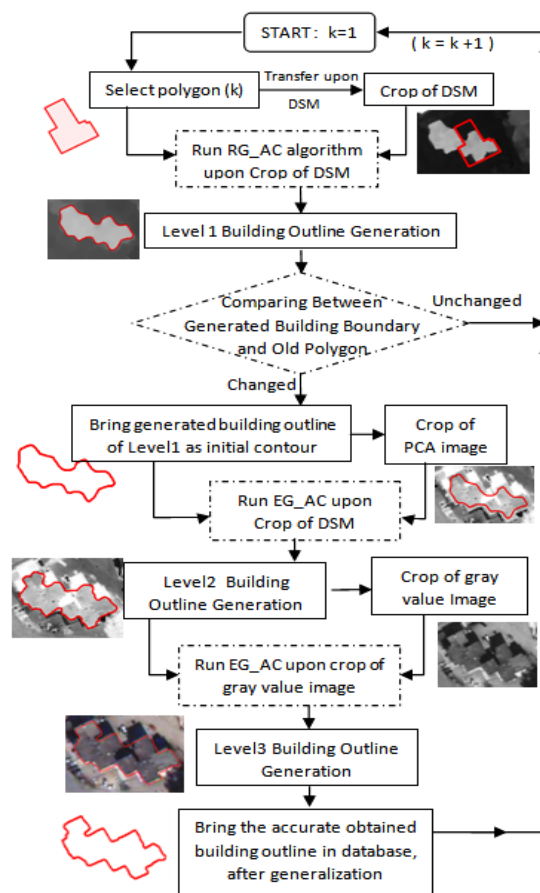 START: k=1
( k = k +1 )
Select polygon (k)
Transfer upon
DSM
Crop of DSM
Run RG_AC algorithm
upon Crop of DSM
Level 1 Building Outline Generation
Comparing Between
Generated Building Boundary
and Old Polygon
Unchanged
Changed
Bring generated building outline
of Level1 as initial contour
Crop of
PCA image
Run EG_AC upon
Crop of DSM
Level2 Building
Outline Generation
Crop of gray
value Image
Run EG_AC upon crop of
gray value image
Level3 Building Outline
Generation
Bring the accurate obtained
building outline in database,
after generalization